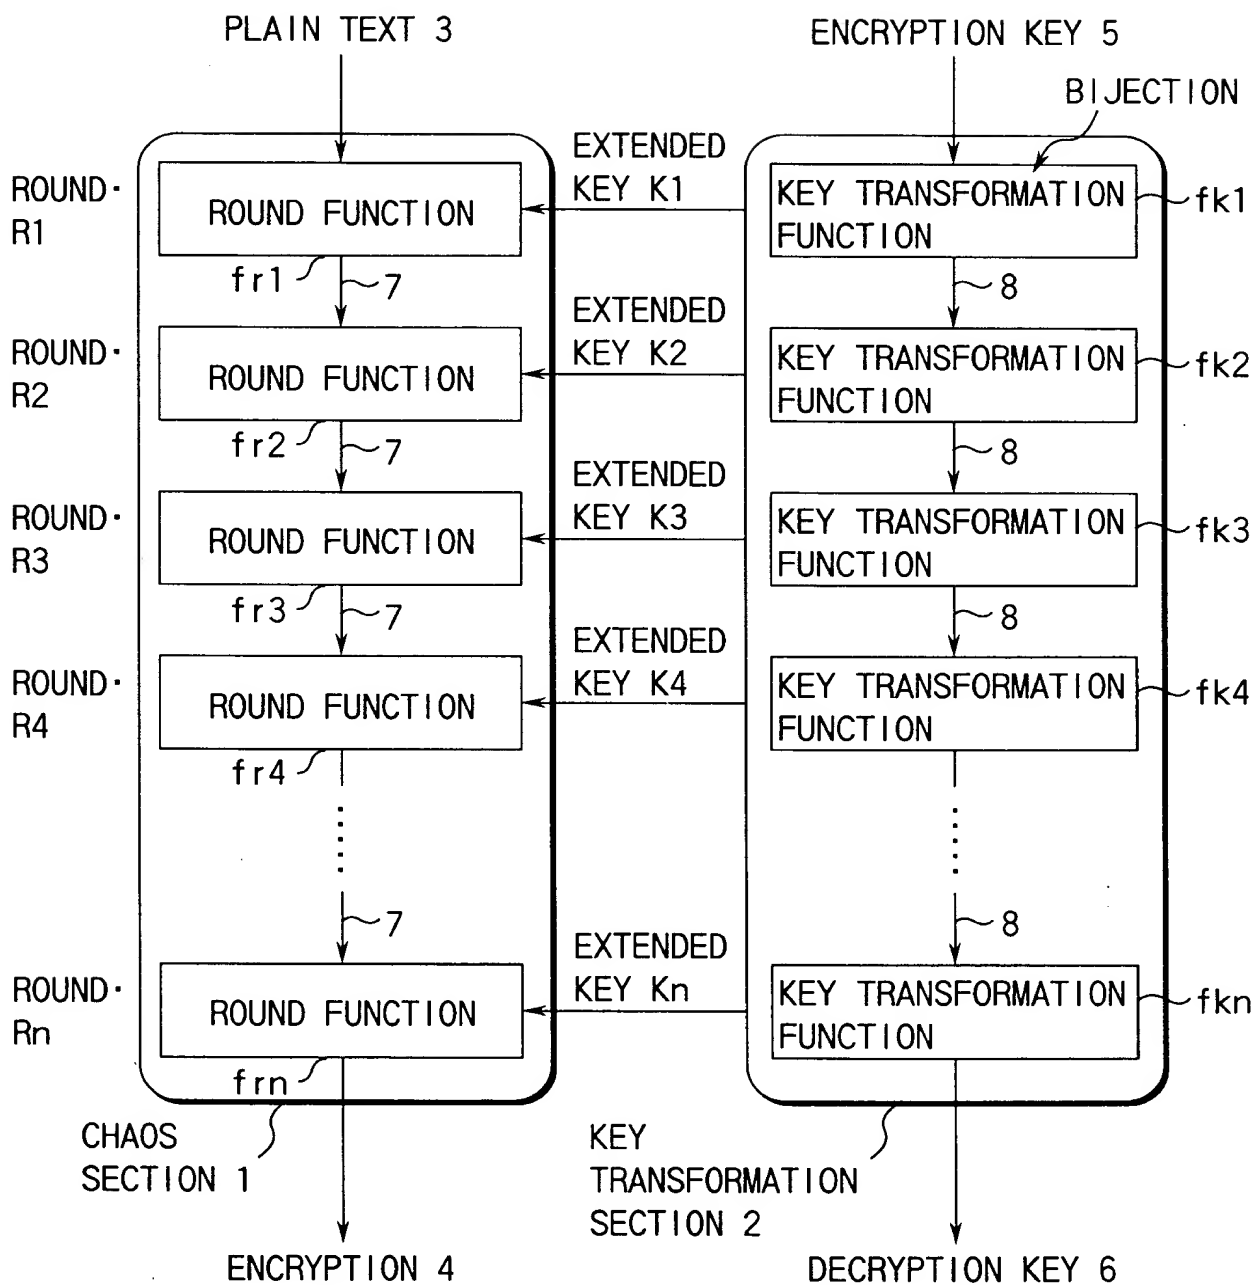 PLAIN TEXT 3
ENCRYPTION KEY 5
BIJECTION
ROUND·
R1
ROUND FUNCTION
fr1
7
EXTENDED
KEY K1
KEY TRANSFORMATION
FUNCTION
fk1
8
ROUND·
R2
ROUND FUNCTION
fr2
7
EXTENDED
KEY K2
KEY TRANSFORMATION
FUNCTION
fk2
8
ROUND·
R3
ROUND FUNCTION
fr3
7
EXTENDED
KEY K3
KEY TRANSFORMATION
FUNCTION
fk3
8
ROUND·
R4
ROUND FUNCTION
fr4
EXTENDED
KEY K4
KEY TRANSFORMATION
FUNCTION
fk4
7
8
ROUND·
Rn
ROUND FUNCTION
frn
EXTENDED
KEY Kn
KEY TRANSFORMATION
FUNCTION
fkn
CHAOS
SECTION 1
KEY
TRANSFORMATION
SECTION 2
ENCRYPTION 4
DECRYPTION KEY 6